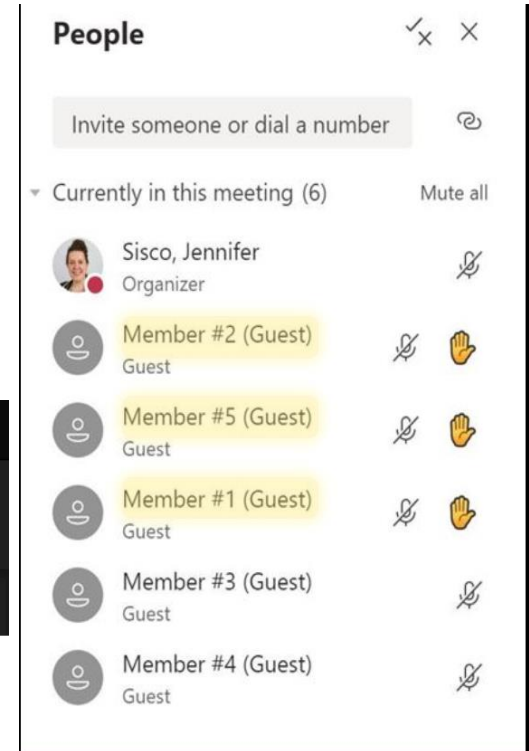 People
Invite someone or dial a number
Currently in this meeting (6) Mute all
Sisco, Jennifer
Organizer
Member #2 (Guest)
Guest
Member #5 (Guest)
Guest
Member #1 (Guest)
Guest
Member #3 (Guest)
Guest
Member #4 (Guest)
Guest